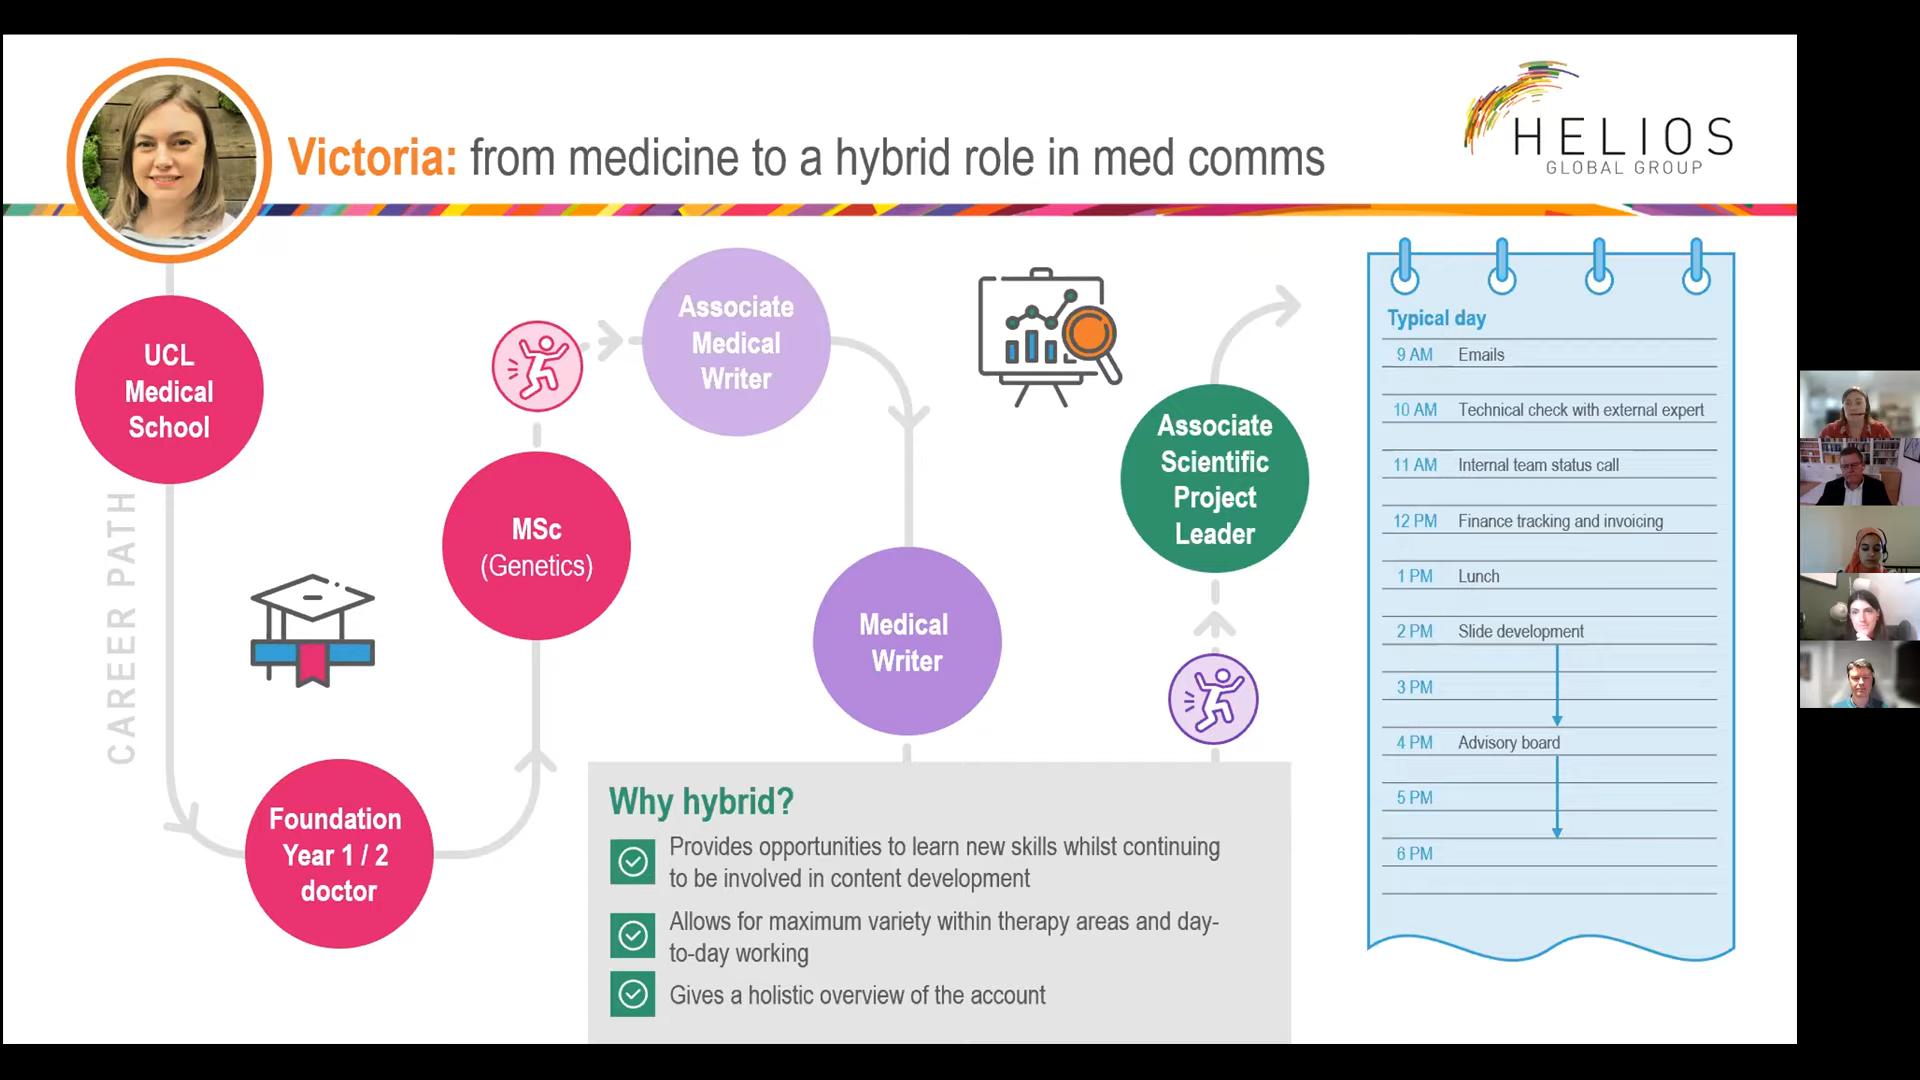 Victoria: from medicine to a hybrid role in med comms
HELIOS
GLOBAL GROUP
CAREER PATH
UCL
Medical
School
Foundation
Year 1 / 2
doctor
MSc
(Genetics)
Associate
Medical
Writer
Medical
Writer
Associate
Scientific
Project
Leader
Why hybrid?
Provides opportunities to learn new skills whilst continuing
to be involved in content development
Allows for maximum variety within therapy areas and day-
to-day working
Gives a holistic overview of the account
Typical day
9 AM Emails
10 AM Technical check with external expert
11 AM Internal team status call
12 PM Finance tracking and invoicing
1 PM Lunch
2 PM Slide development
3 PM
4 PM Advisory board
5 PM
6 PM